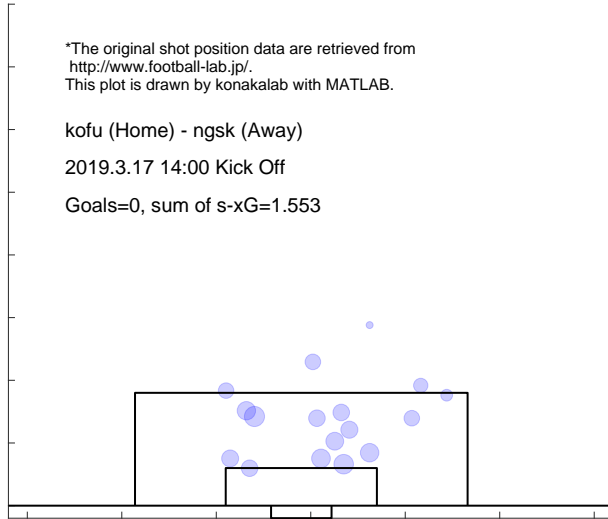 *The original shot position data are retrieved from
http://www.football-lab.jp/.
This plot is drawn by konakalab with MATLAB.
kofu (Home) - ngsk (Away)
2019.3.17 14:00 Kick Off
Goals=0, sum of s-xG=1.553